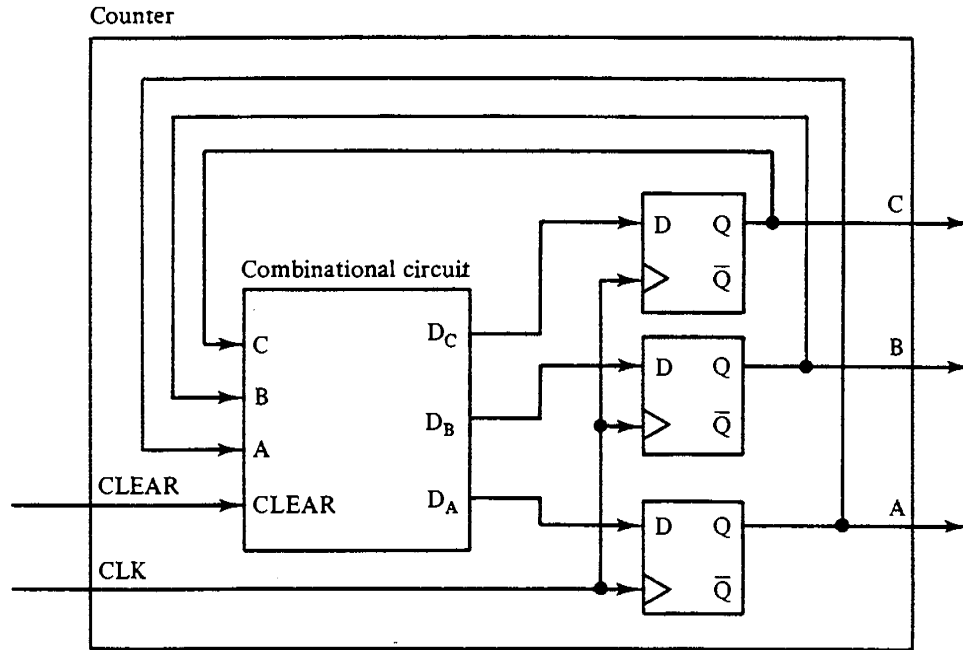 Counter
C
D Q
Q̅
Combinational circuit
C
D_C
B
D Q
Q̅
B
A
D_B
CLEAR
CLEAR
D_A
A
D Q
Q̅
CLK